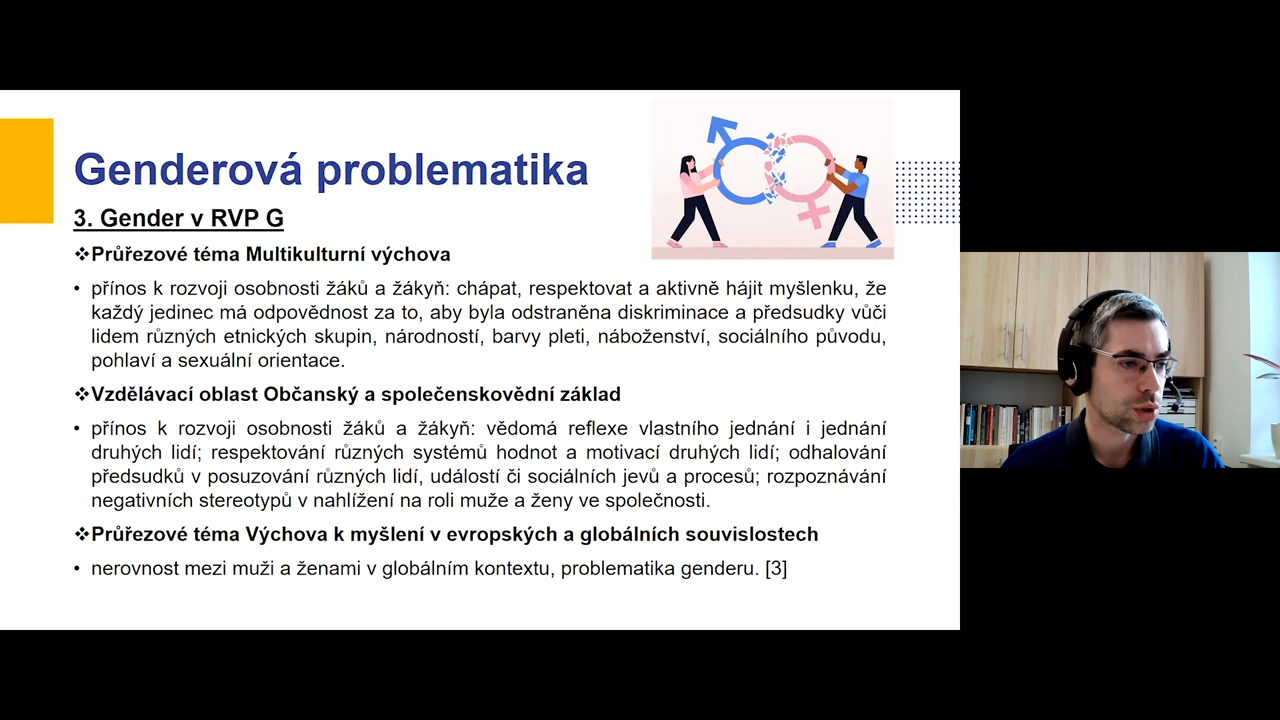 Genderová problematika
3. Gender v RVP G
❖Průřezové téma Multikulturní výchova
• přínos k rozvoji osobnosti žáků a žákyň: chápat, respektovat a aktivně hájit myšlenku, že
každý jedinec má odpovědnost za to, aby byla odstraněna diskriminace a předsudky vůči
lidem různých etnických skupin, národností, barvy pleti, náboženství, sociálního původu,
pohlaví a sexuální orientace.
❖Vzdělávací oblast Občanský a společenskovědní základ
• přínos k rozvoji osobnosti žáků a žákyň: vědomá reflexe vlastního jednání i jednání
druhých lidí; respektování různých systémů hodnot a motivací druhých lidí; odhalování
předsudků v posuzování různých lidí, událostí či sociálních jevů a procesů; rozpoznávání
negativních stereotypů v nahlížení na roli muže a ženy ve společnosti.
❖Průřezové téma Výchova k myšlení v evropských a globálních souvislostech
• nerovnost mezi muži a ženami v globálním kontextu, problematika genderu. [3]